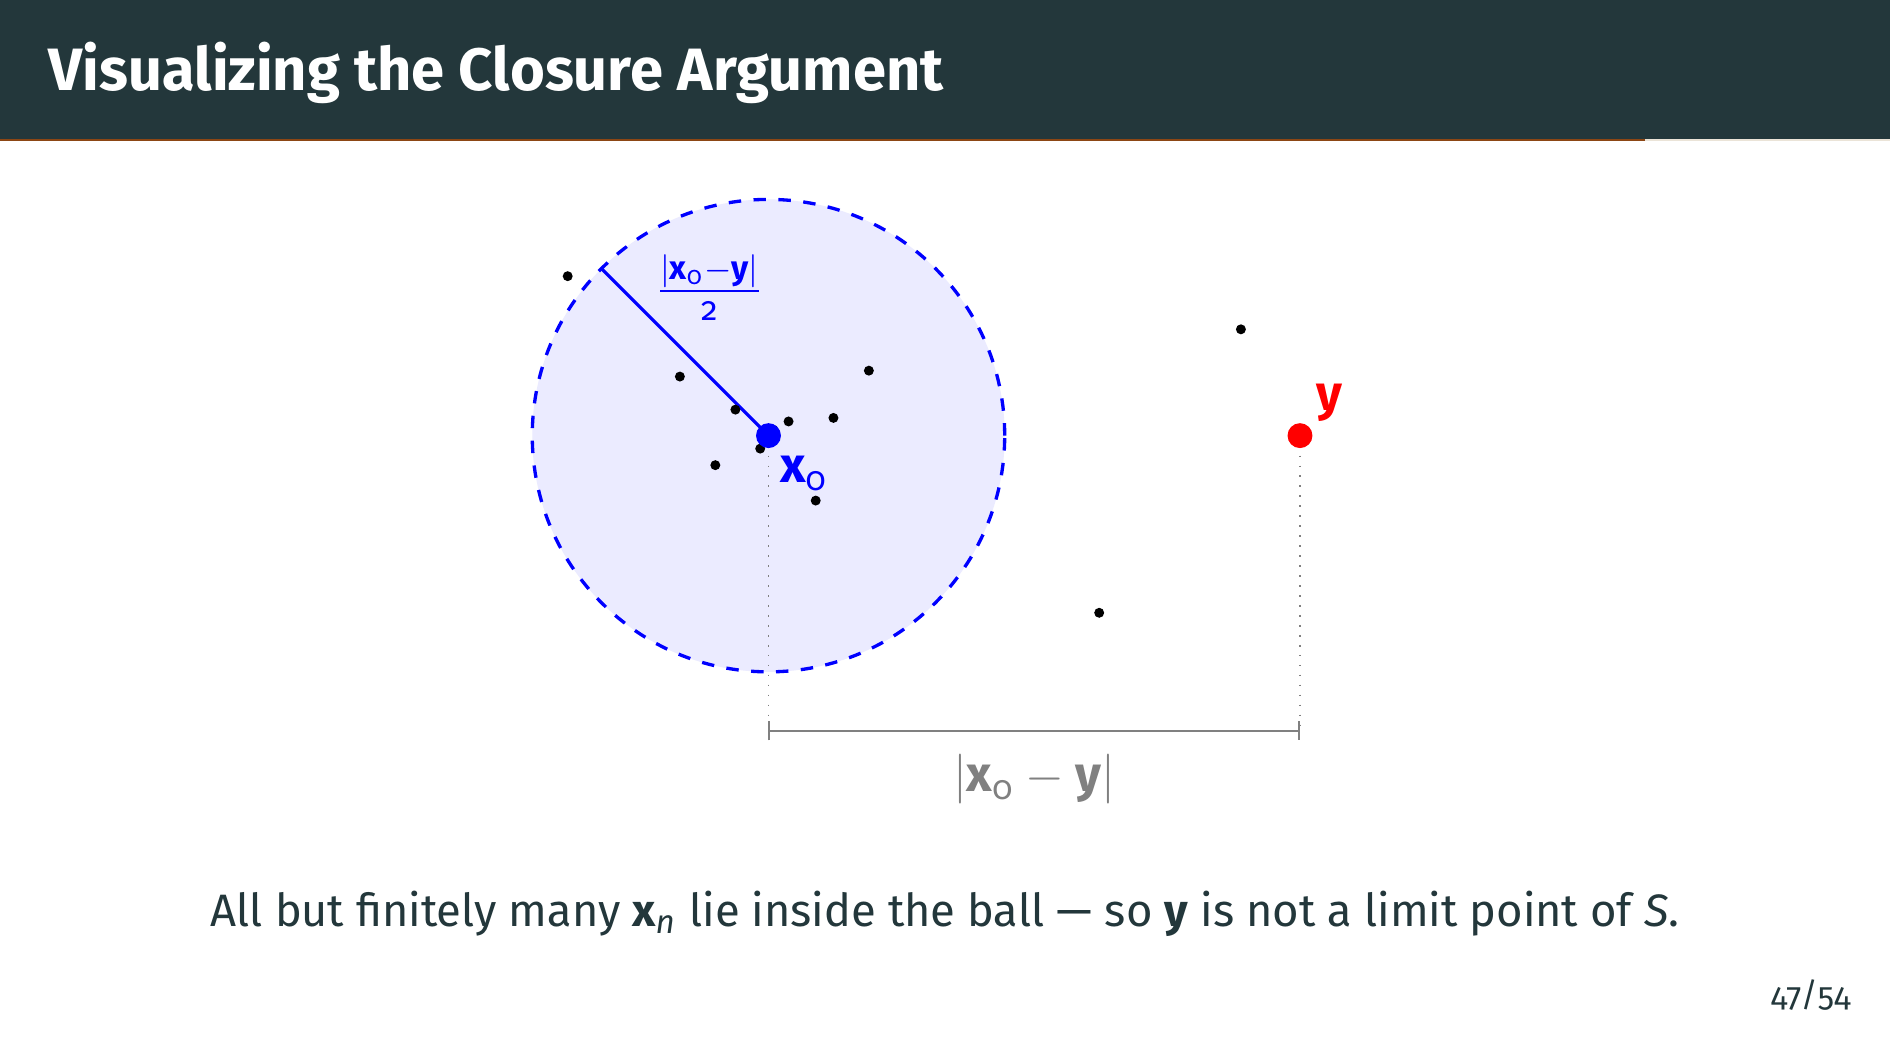 Visualizing the Closure Argument
|x₀−y|
2
y
x₀
|x₀ − y|
All but finitely many xₙ lie inside the ball — so y is not a limit point of S.
47/54